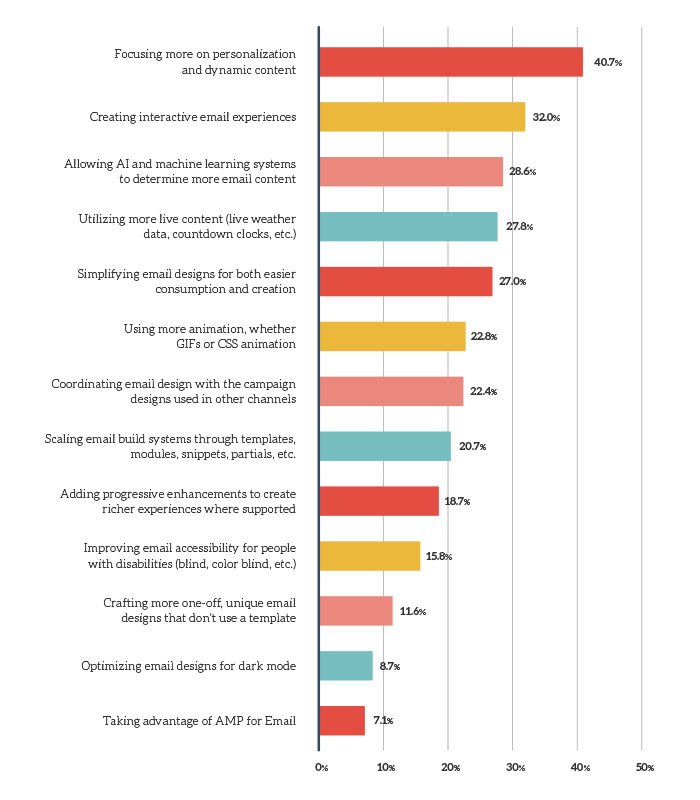 Focusing more on personalization
and dynamic content
40.7%
Creating interactive email experiences
32.0%
Allowing AI and machine learning systems
to determine more email content
28.6%
Utilizing more live content (live weather
data, countdown clocks, etc.)
27.8%
Simplifying email designs for both easier
consumption and creation
27.0%
Using more animation, whether
GIFs or CSS animation
22.8%
Coordinating email design with the campaign
designs used in other channels
22.4%
Scaling email build systems through templates,
modules, snippets, partials, etc.
20.7%
Adding progressive enhancements to create
richer experiences where supported
18.7%
Improving email accessibility for people
with disabilities (blind, color blind, etc.)
15.8%
Crafting more one-off, unique email
designs that don't use a template
11.6%
Optimizing email designs for dark mode
8.7%
Taking advantage of AMP for Email
7.1%
0% 10% 20% 30% 40% 50%